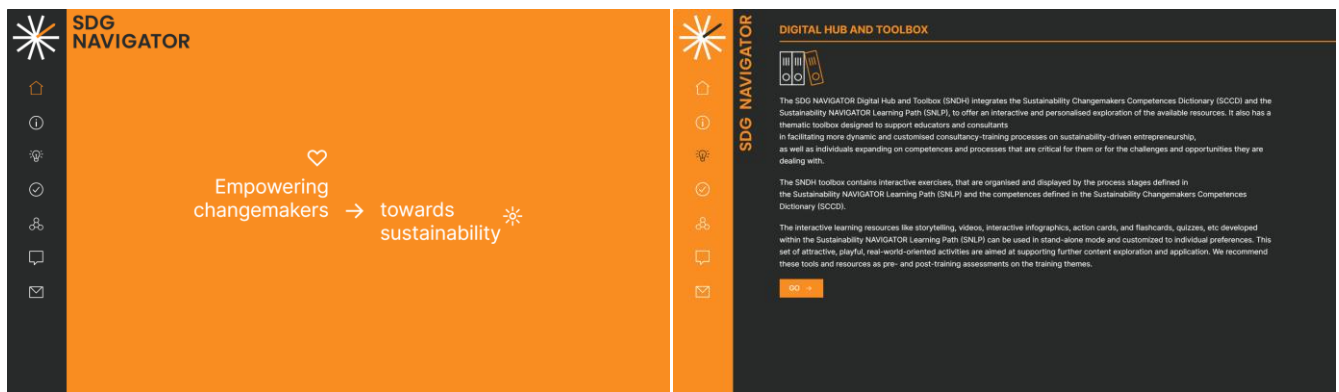 SDG
NAVIGATOR
Empowering
changemakers → towards
sustainability
SDG NAVIGATOR
DIGITAL HUB AND TOOLBOX
The SDG NAVIGATOR Digital Hub and Toolbox (SNDH) integrates the Sustainability Changemakers Competences Dictionary (SCCD) and the
Sustainability NAVIGATOR Learning Path (SNLP), to offer an interactive and personalised exploration of the available resources. It also has a
thematic toolbox designed to support educators and consultants
in facilitating more dynamic and customised consultancy-training processes on sustainability-driven entrepreneurship,
as well as individuals expanding on competences and processes that are critical for them or for the challenges and opportunities they are
dealing with.
The SNDH toolbox contains interactive exercises, that are organised and displayed by the process stages defined in
the Sustainability NAVIGATOR Learning Path (SNLP) and the competences defined in the Sustainability Changemakers Competences
Dictionary (SCCD).
The interactive learning resources like storytelling, videos, interactive infographics, action cards, and flashcards, quizzes, etc developed
within the Sustainability NAVIGATOR Learning Path (SNLP) can be used in stand-alone mode and customized to individual preferences. This
set of attractive, playful, real-world-oriented activities are aimed at supporting further content exploration and application. We recommend
these tools and resources as pre- and post-training assessments on the training themes.
GO →